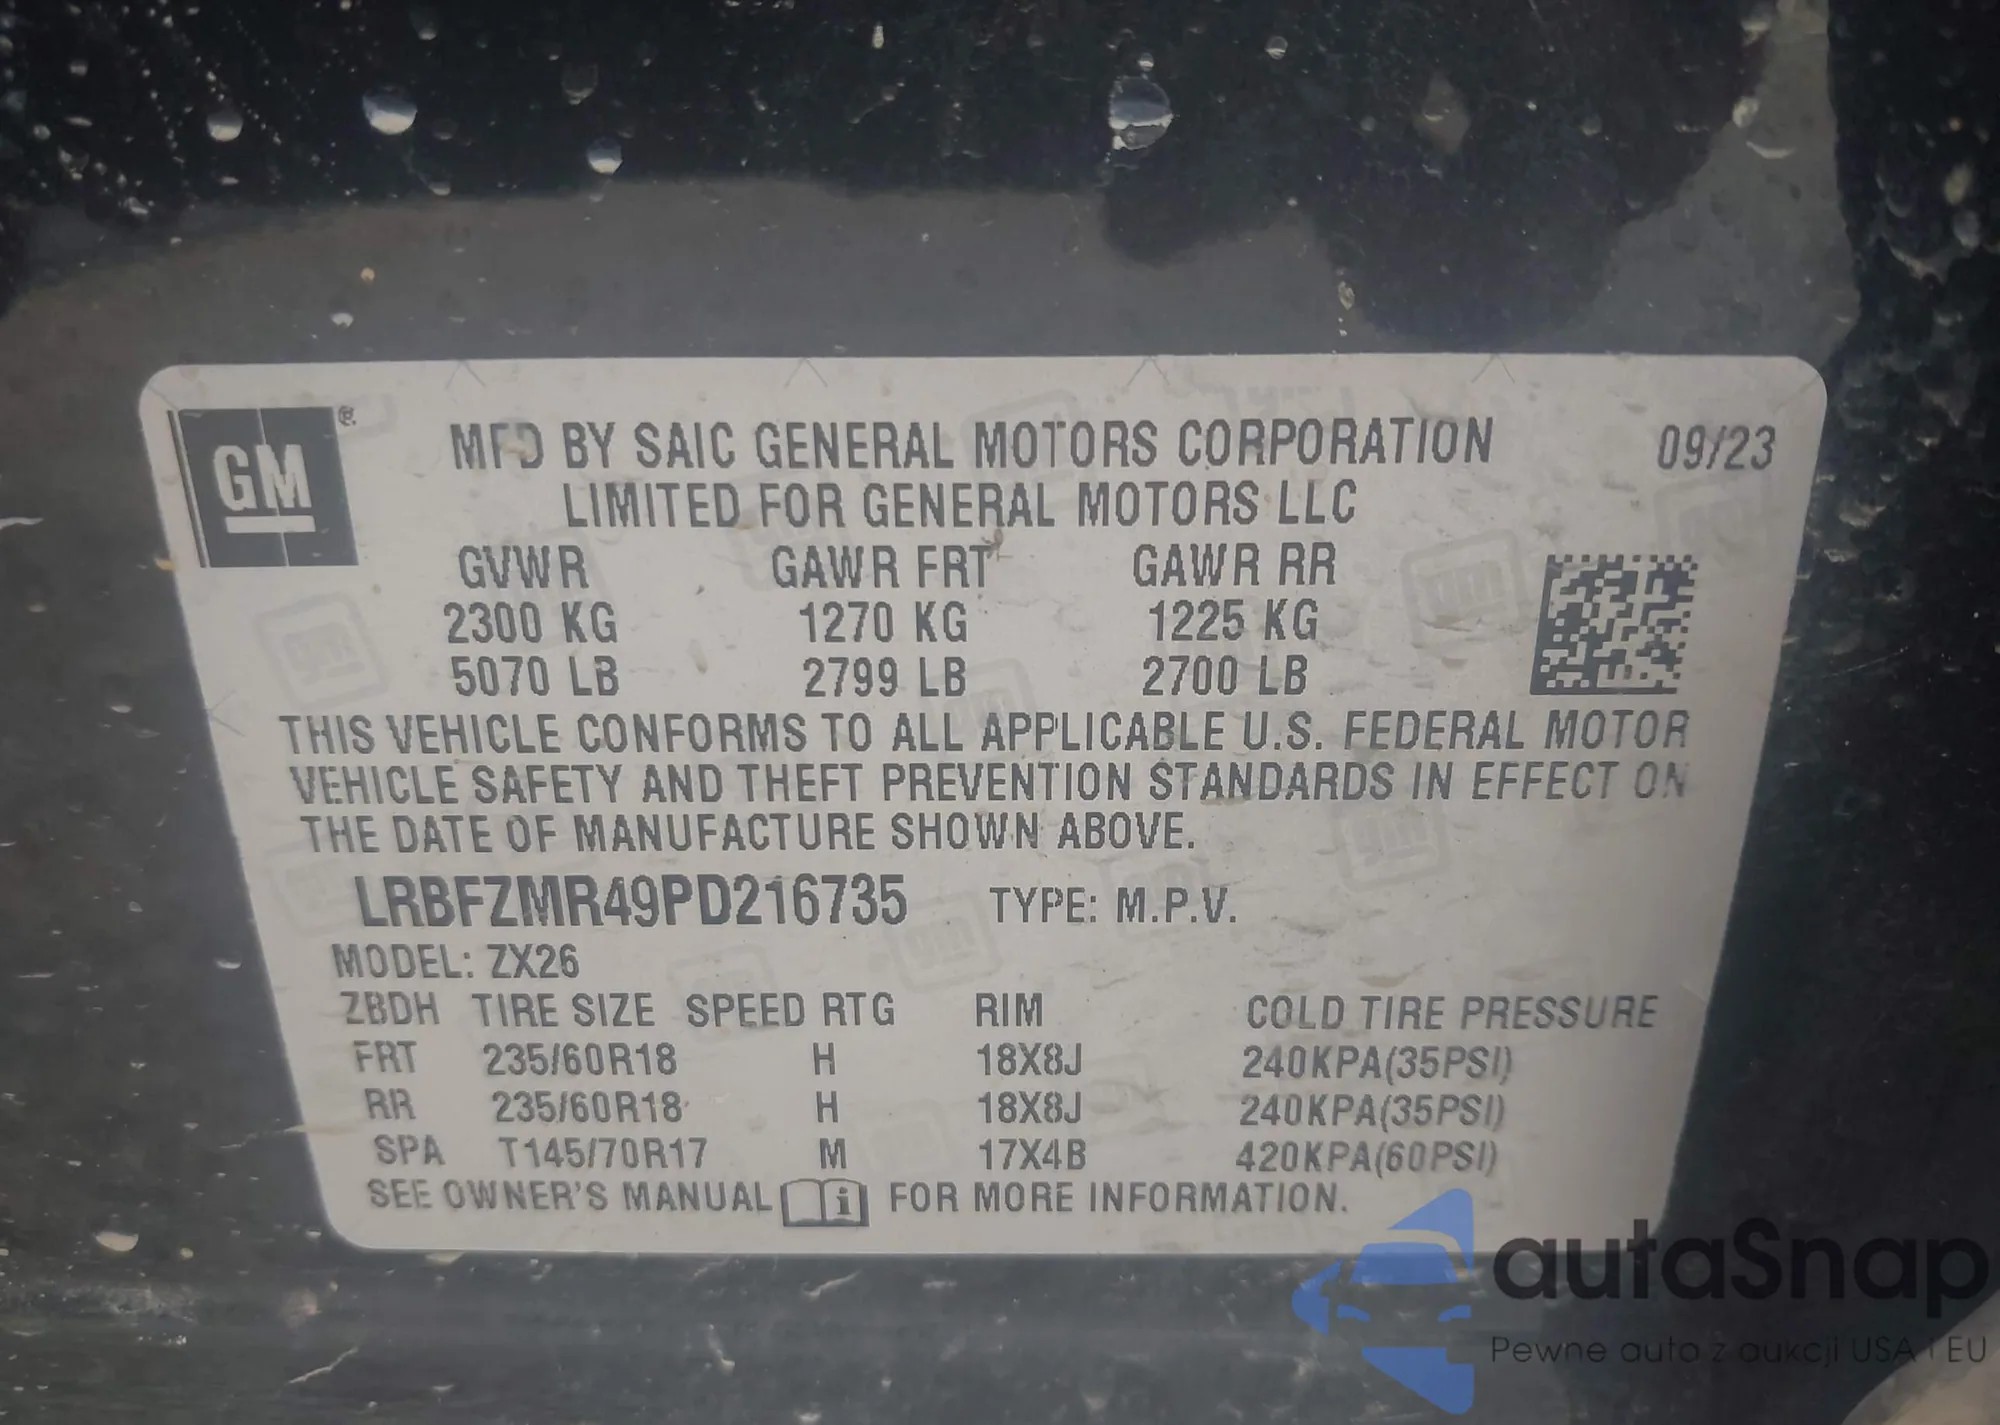 GM
®
MFD BY SAIC GENERAL MOTORS CORPORATION 09/23
LIMITED FOR GENERAL MOTORS LLC
GVWR GAWR FRT GAWR RR
2300 KG 1270 KG 1225 KG
5070 LB 2799 LB 2700 LB
THIS VEHICLE CONFORMS TO ALL APPLICABLE U.S. FEDERAL MOTOR
VEHICLE SAFETY AND THEFT PREVENTION STANDARDS IN EFFECT ON
THE DATE OF MANUFACTURE SHOWN ABOVE.
LRBFZMR49PD216735 TYPE: M.P.V.
MODEL: ZX26
ZBDH TIRE SIZE SPEED RTG RIM COLD TIRE PRESSURE
FRT 235/60R18 H 18X8J 240KPA(35PSI)
RR 235/60R18 H 18X8J 240KPA(35PSI)
SPA T145/70R17 M 17X4B 420KPA(60PSI)
SEE OWNER'S MANUAL i FOR MORE INFORMATION.
autaSnap
Pewne auto z aukcji USA i EU